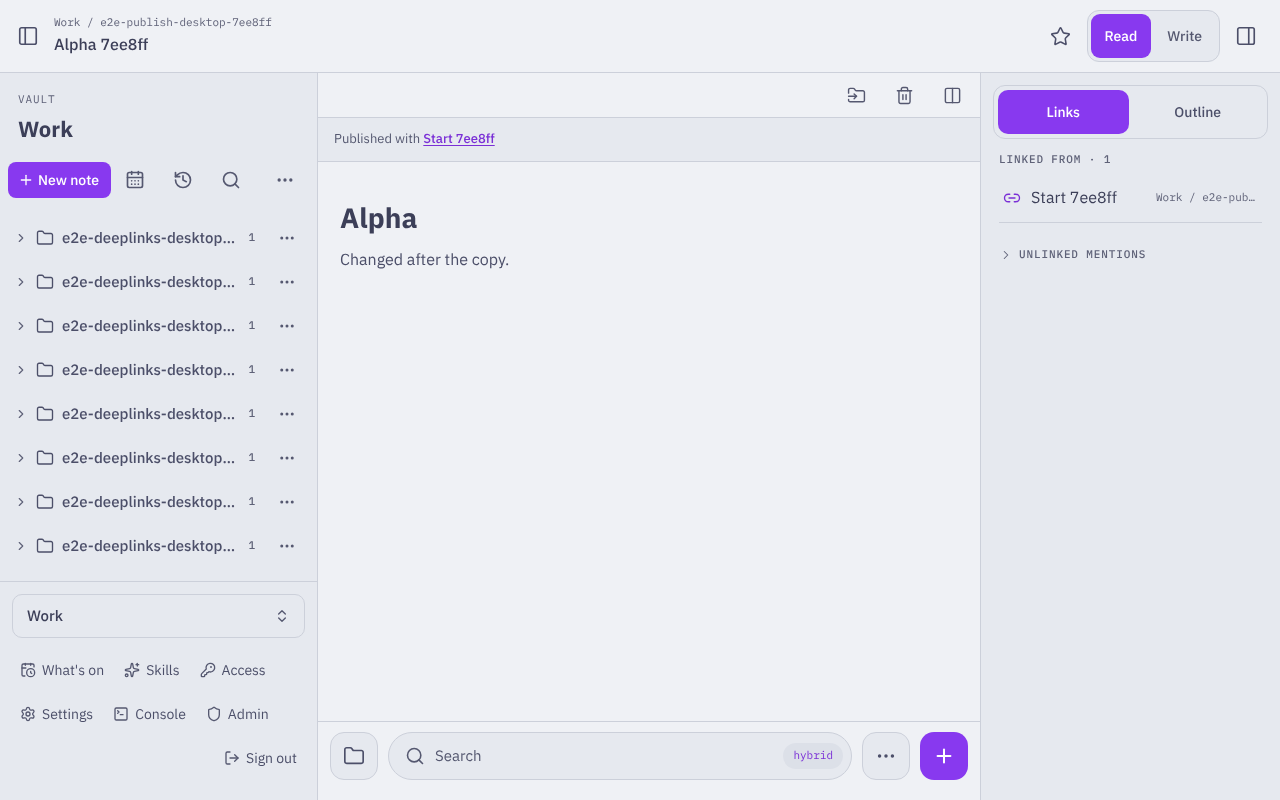 Work / e2e-publish-desktop-7ee8ff
Alpha 7ee8ff
Read
Write
VAULT
Work
New note
e2e-deeplinks-desktop... 1
e2e-deeplinks-desktop... 1
e2e-deeplinks-desktop... 1
e2e-deeplinks-desktop... 1
e2e-deeplinks-desktop... 1
e2e-deeplinks-desktop... 1
e2e-deeplinks-desktop... 1
e2e-deeplinks-desktop... 1
Work
What's on
Skills
Access
Settings
Console
Admin
Sign out
Published with Start 7ee8ff
Alpha
Changed after the copy.
Search
hybrid
Links
Outline
LINKED FROM · 1
Start 7ee8ff
Work / e2e-pub…
UNLINKED MENTIONS